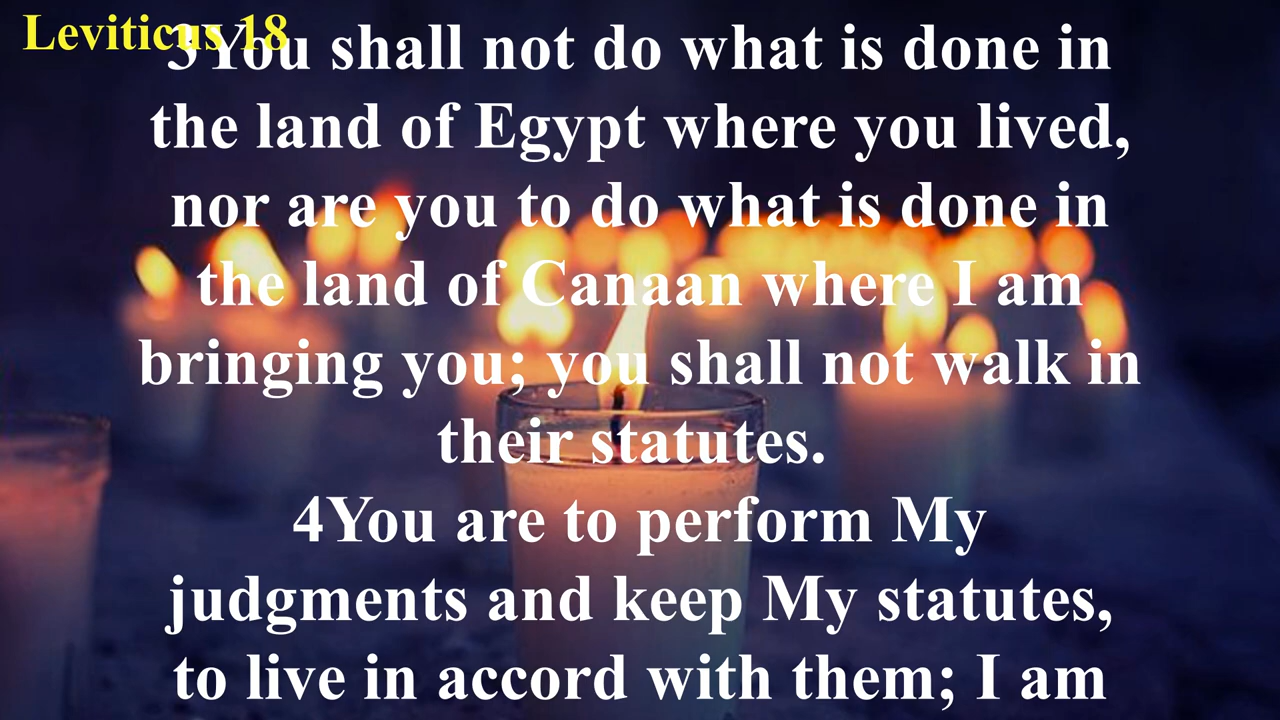 Leviticus 18
3You shall not do what is done in
the land of Egypt where you lived,
nor are you to do what is done in
the land of Canaan where I am
bringing you; you shall not walk in
their statutes.
4You are to perform My
judgments and keep My statutes,
to live in accord with them; I am